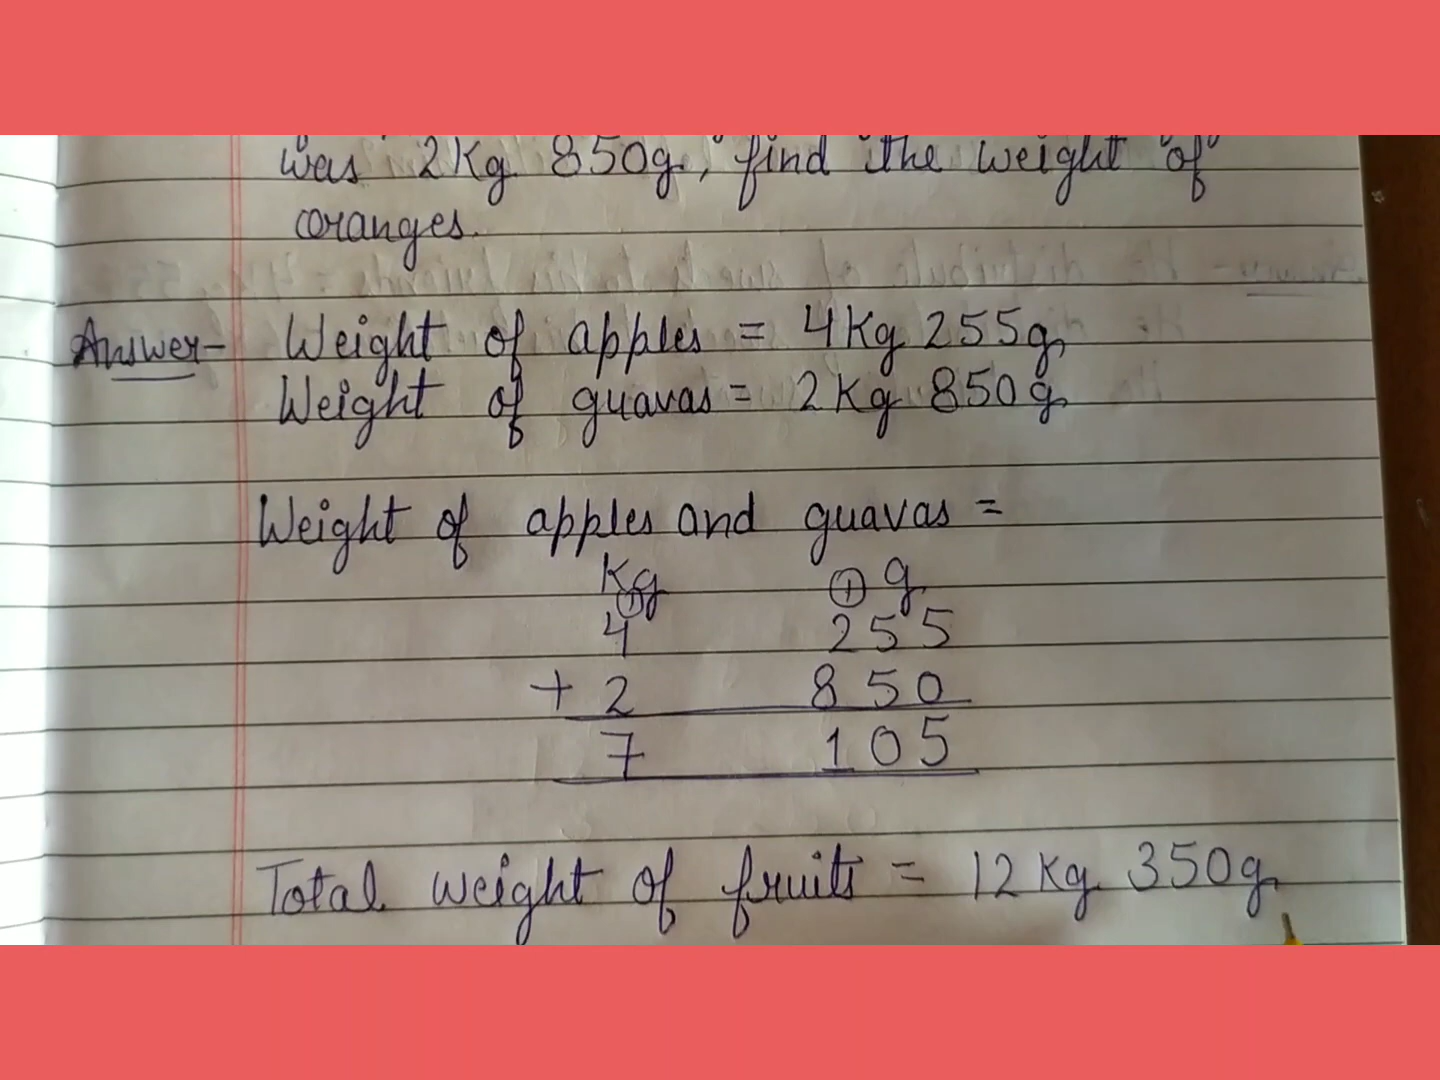 was 2Kg 850g, find the weight of
oranges.
Answer- Weight of apples = 4Kg 255g
Weight of guavas = 2Kg 850g
Weight of apples and guavas =
Kg g
1 1
4 255
+ 2 850
7 105
Total weight of fruits = 12 Kg 350g